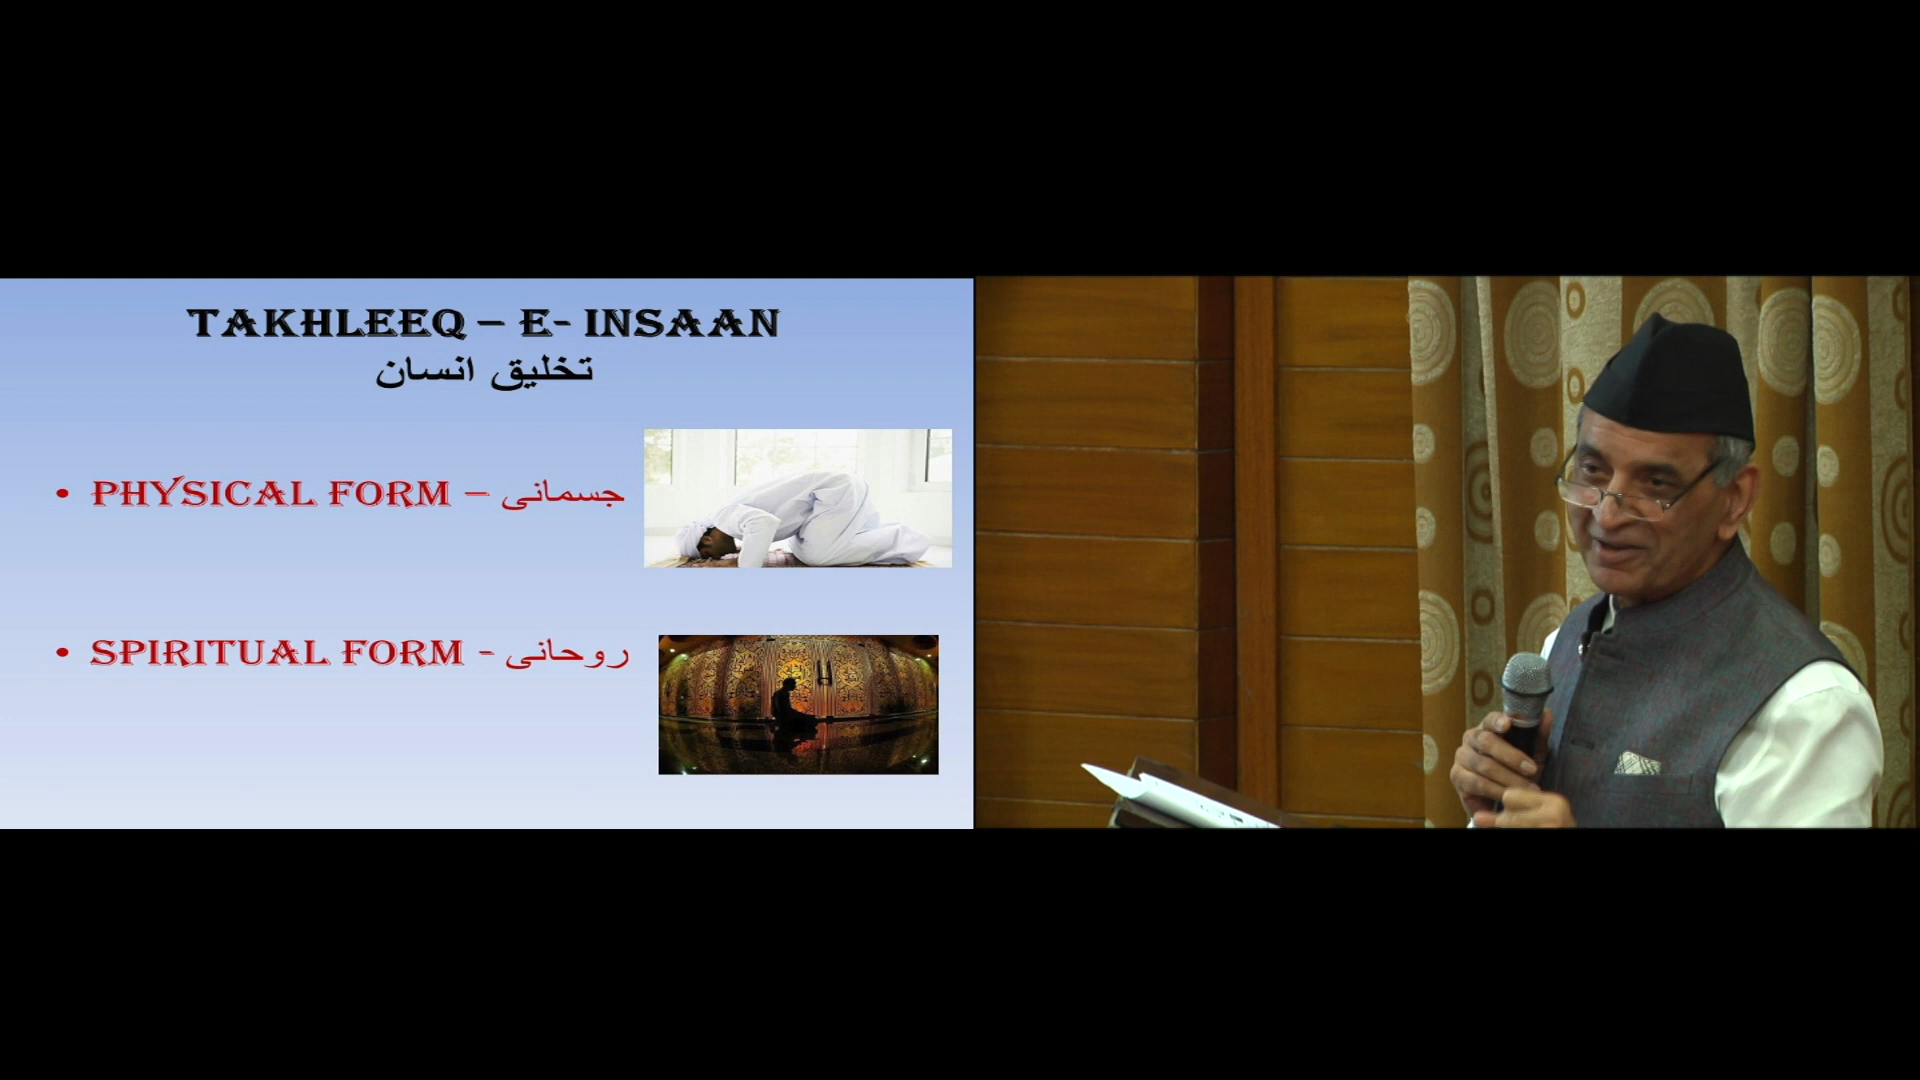 TAKHLEEQ – E- INSAAN
تخلیق انسان
• PHYSICAL FORM – جسمانی
• SPIRITUAL FORM - روحانی